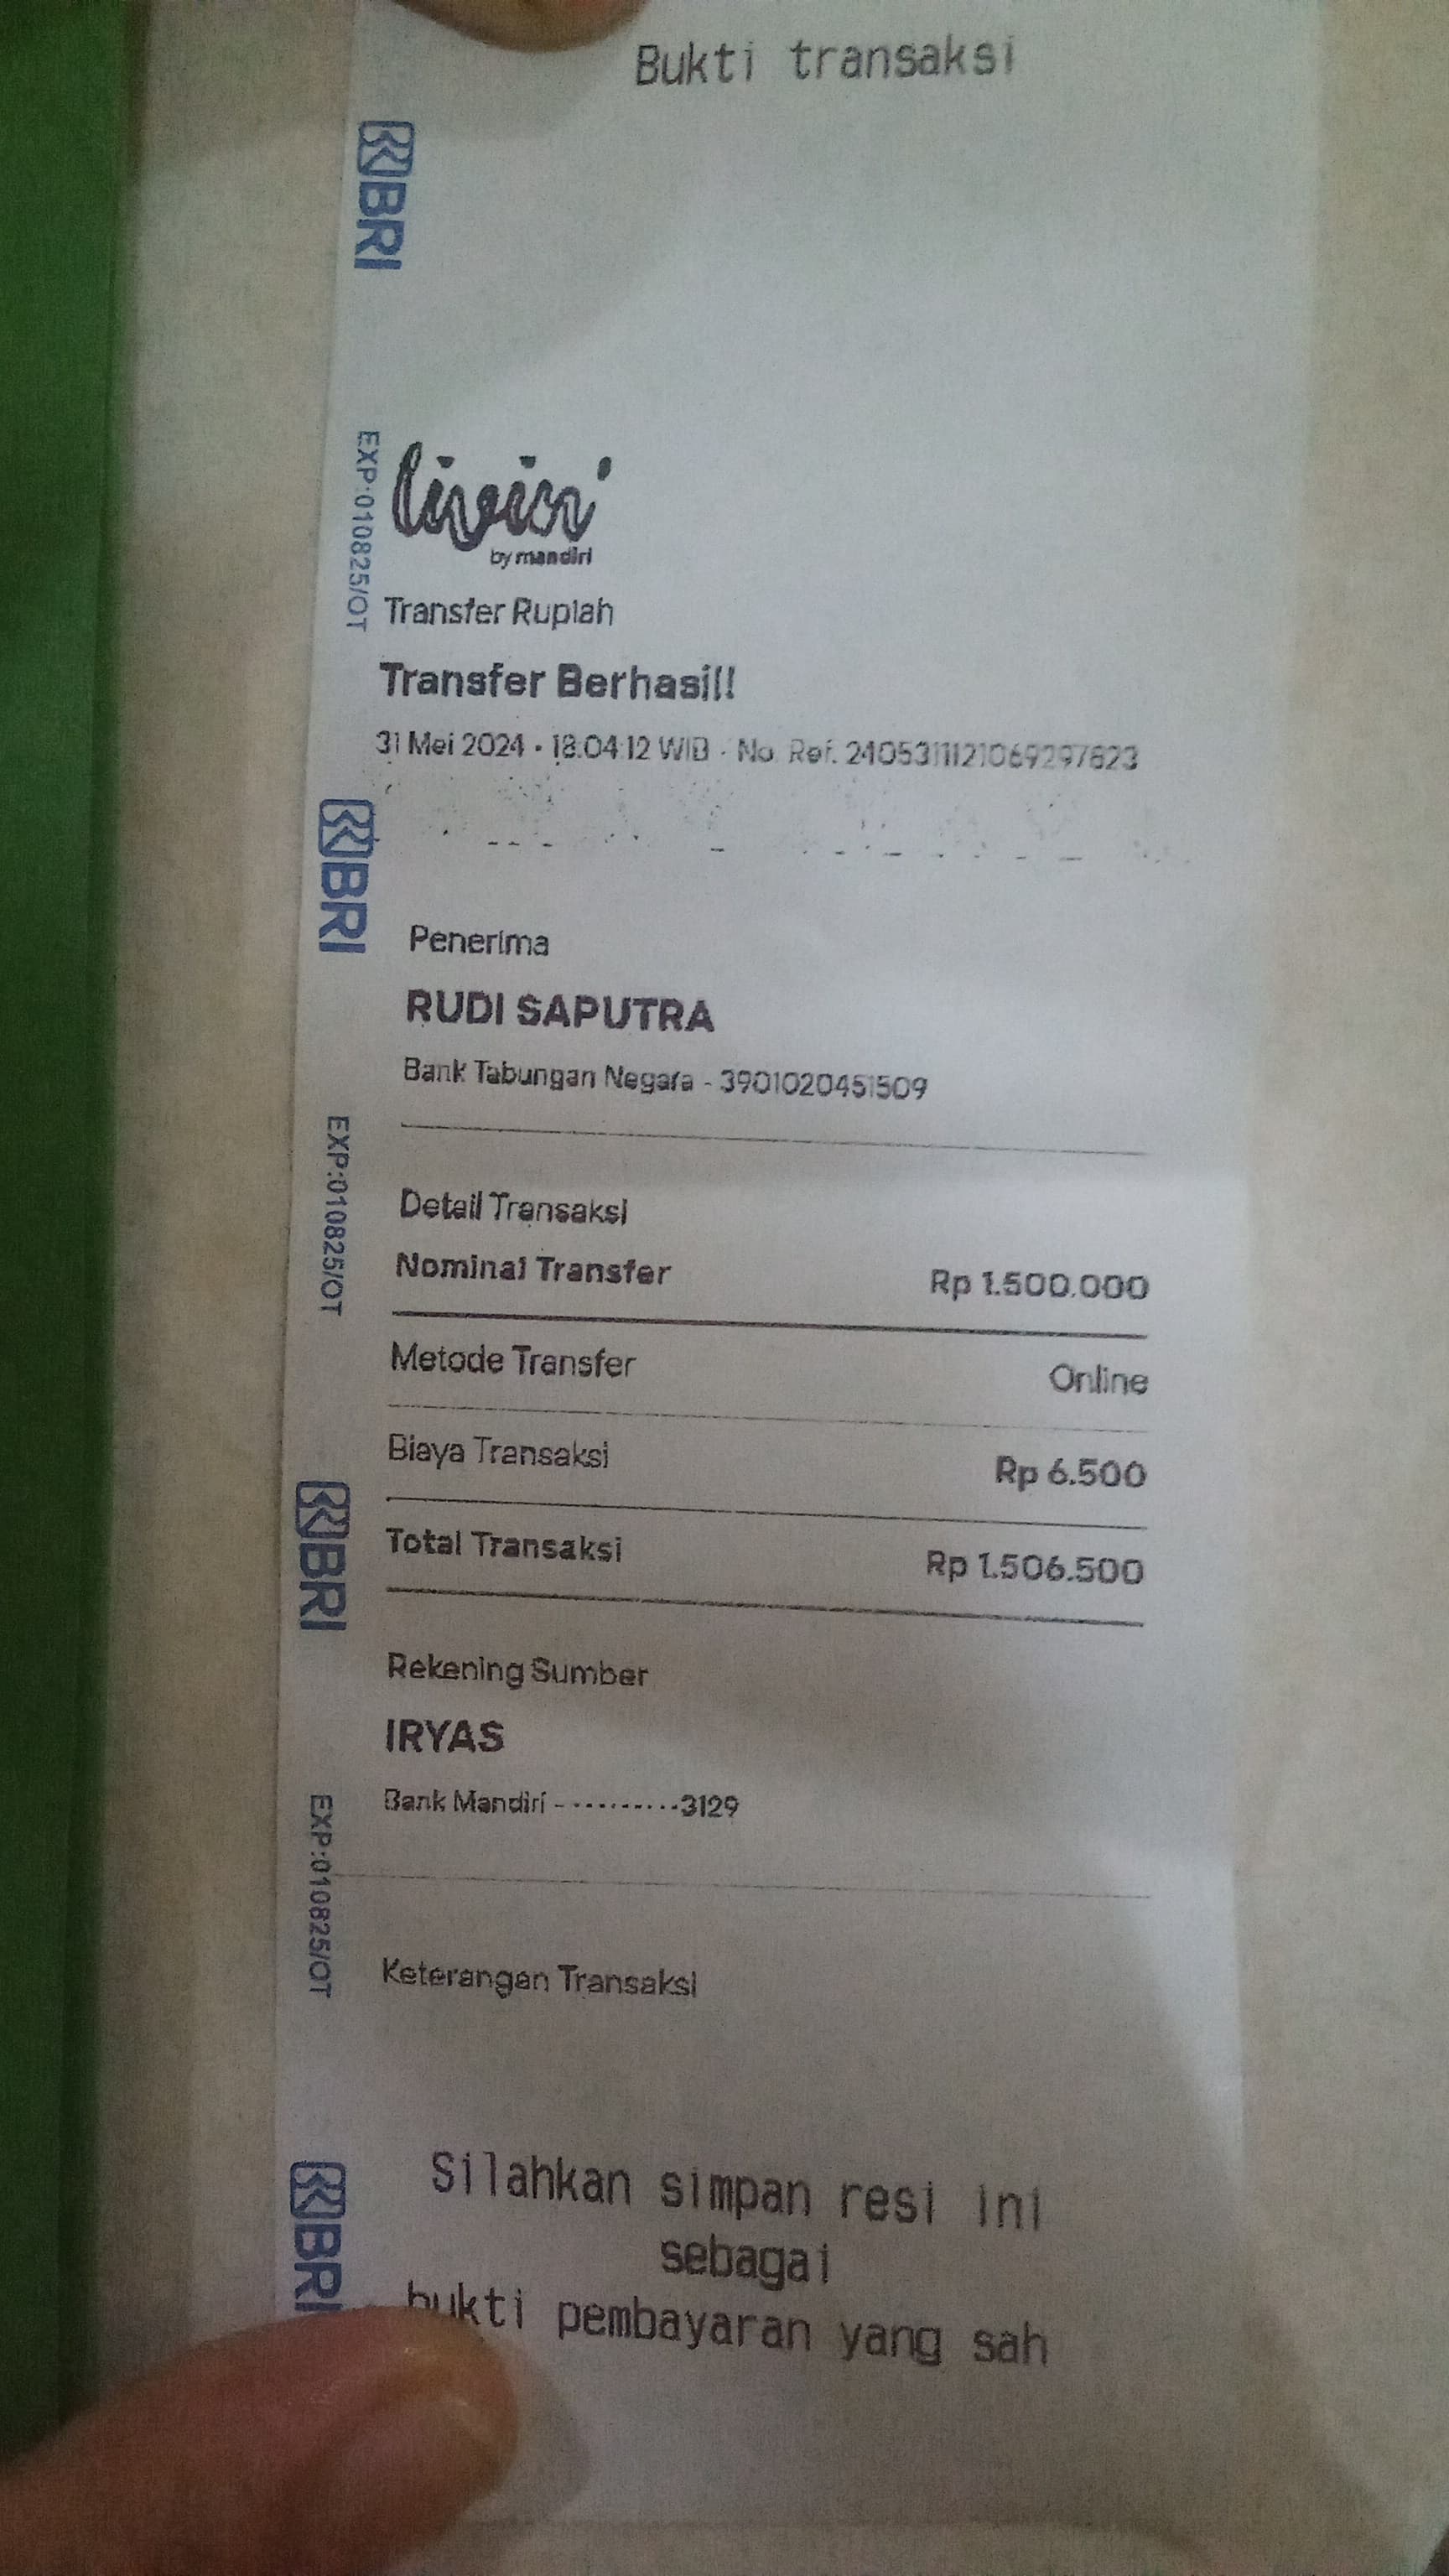 Bukti transaksi
BRI
EXP:010825/OT
livin'
by mandiri
Transfer Rupiah
Transfer Berhasil!
31 Mei 2024 • 18:04:12 WIB · No. Ref. 2405311121069297823
BRI
Penerima
RUDI SAPUTRA
Bank Tabungan Negara - 3901020451509
EXP:010825/OT
Detail Transaksi
Nominal Transfer Rp 1.500.000
Metode Transfer Online
Biaya Transaksi Rp 6.500
BRI
Total Transaksi Rp 1.506.500
Rekening Sumber
IRYAS
Bank Mandiri - ··········3129
EXP:010825/OT
Keterangan Transaksi
BRI
Silahkan simpan resi ini
sebagai
bukti pembayaran yang sah